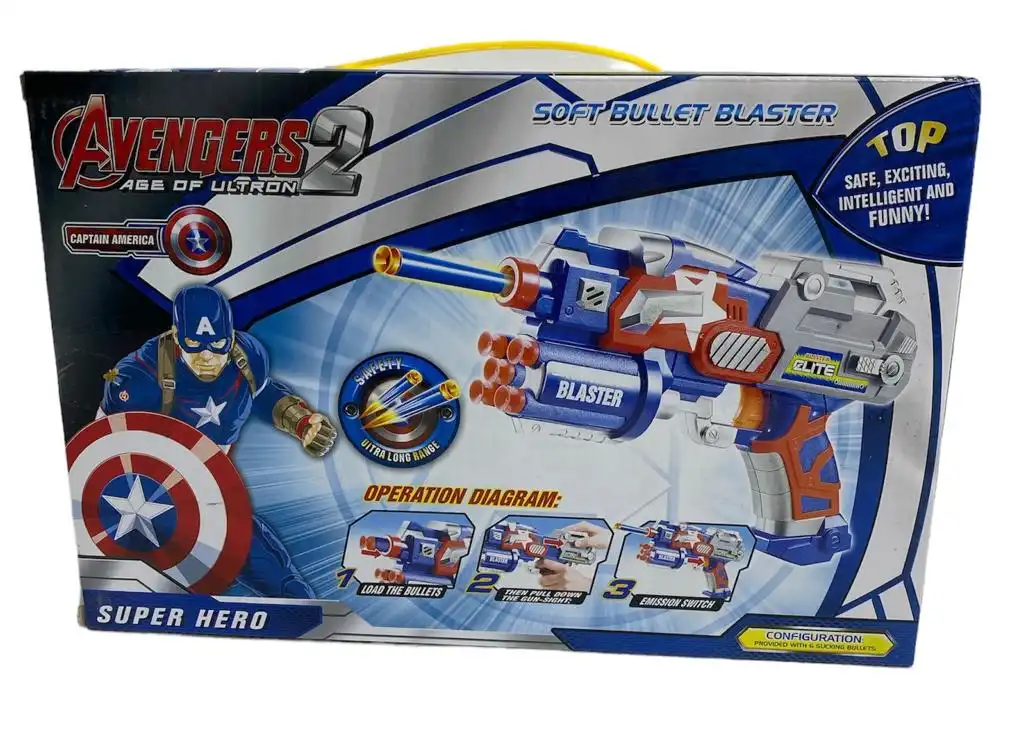 AVENGERS 2
AGE OF ULTRON
CAPTAIN AMERICA
SOFT BULLET BLASTER
TOP
SAFE, EXCITING,
INTELLIGENT AND
FUNNY!
A
BLASTER
ELITE
SAFETY
UITRA LONG RANGE
OPERATION DIAGRAM:
1
LOAD THE BULLETS
2
BLASTER
THEN PULL DOWN
THE GUN-SIGHT:
3
EMISSION SWITCH
SUPER HERO
CONFIGURATION:
PROVIDED WITH 6 SUCKING BULLETS.